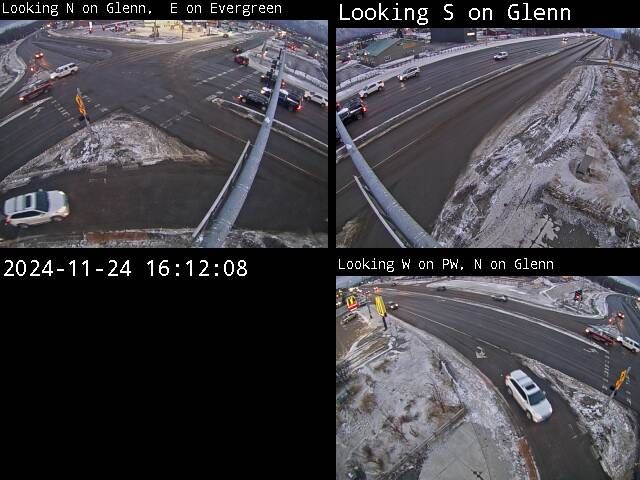 Looking N on Glenn,  E on Evergreen
Looking S on Glenn
2024-11-24 16:12:08
Looking W on PW, N on Glenn